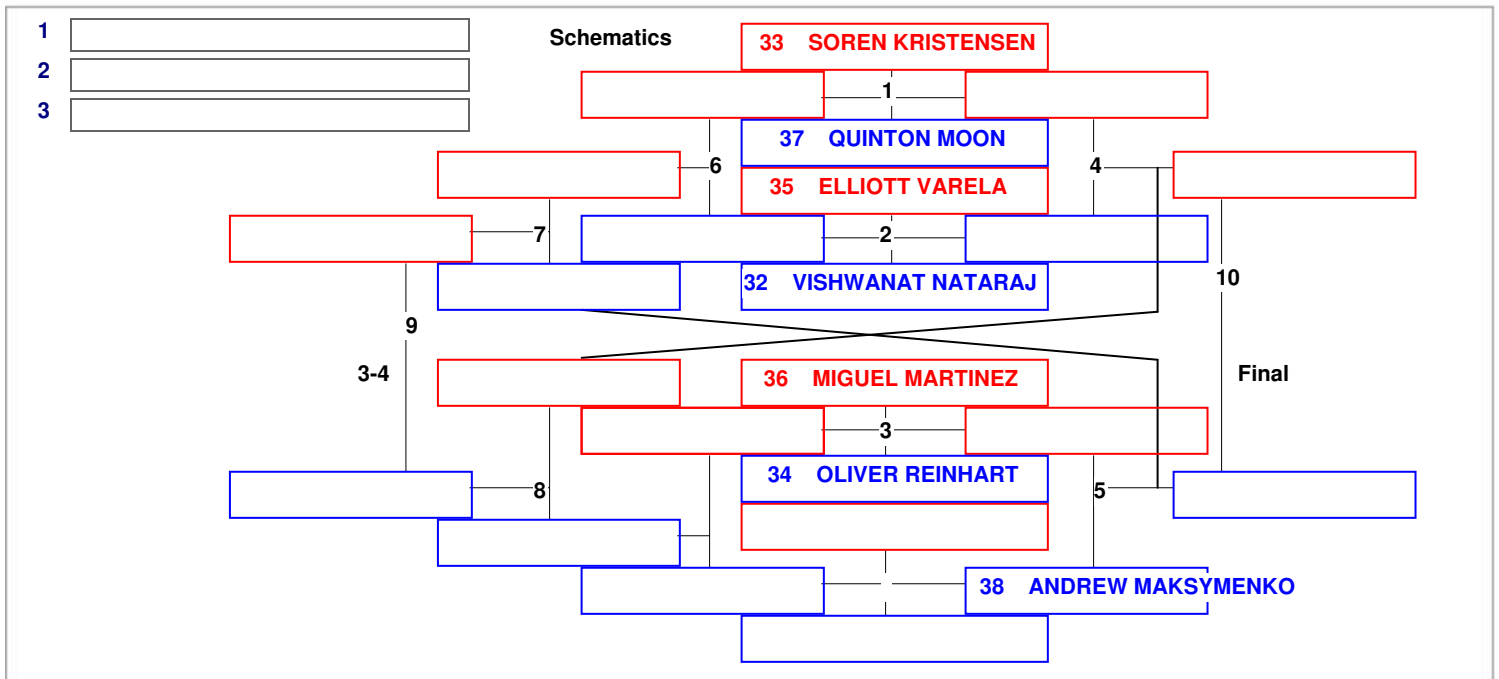 1
Schematics
33 SOREN KRISTENSEN
2
1
3
37 QUINTON MOON
6
4
35 ELLIOTT VARELA
7
2
32 VISHWANAT NATARAJ
10
9
3-4
36 MIGUEL MARTINEZ
Final
3
34 OLIVER REINHART
8
5
38 ANDREW MAKSYMENKO